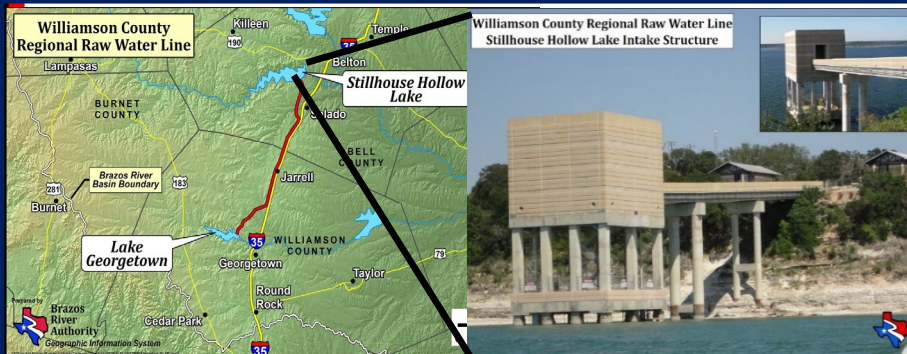 Williamson County
Regional Raw Water Line
Killeen
190
Temple
35
Belton
Lampasas
Stillhouse Hollow
Lake
BURNET
COUNTY
Salado
BELL
COUNTY
Brazos River
Basin Boundary
183
Jarrell
281
Burnet
Lake
Georgetown
WILLIAMSON
COUNTY
35
Georgetown
79
Taylor
Round
Rock
Cedar Park
Prepared by
Brazos
River
Authority
Geographic Information System
35
Williamson County Regional Raw Water Line
Stillhouse Hollow Lake Intake Structure